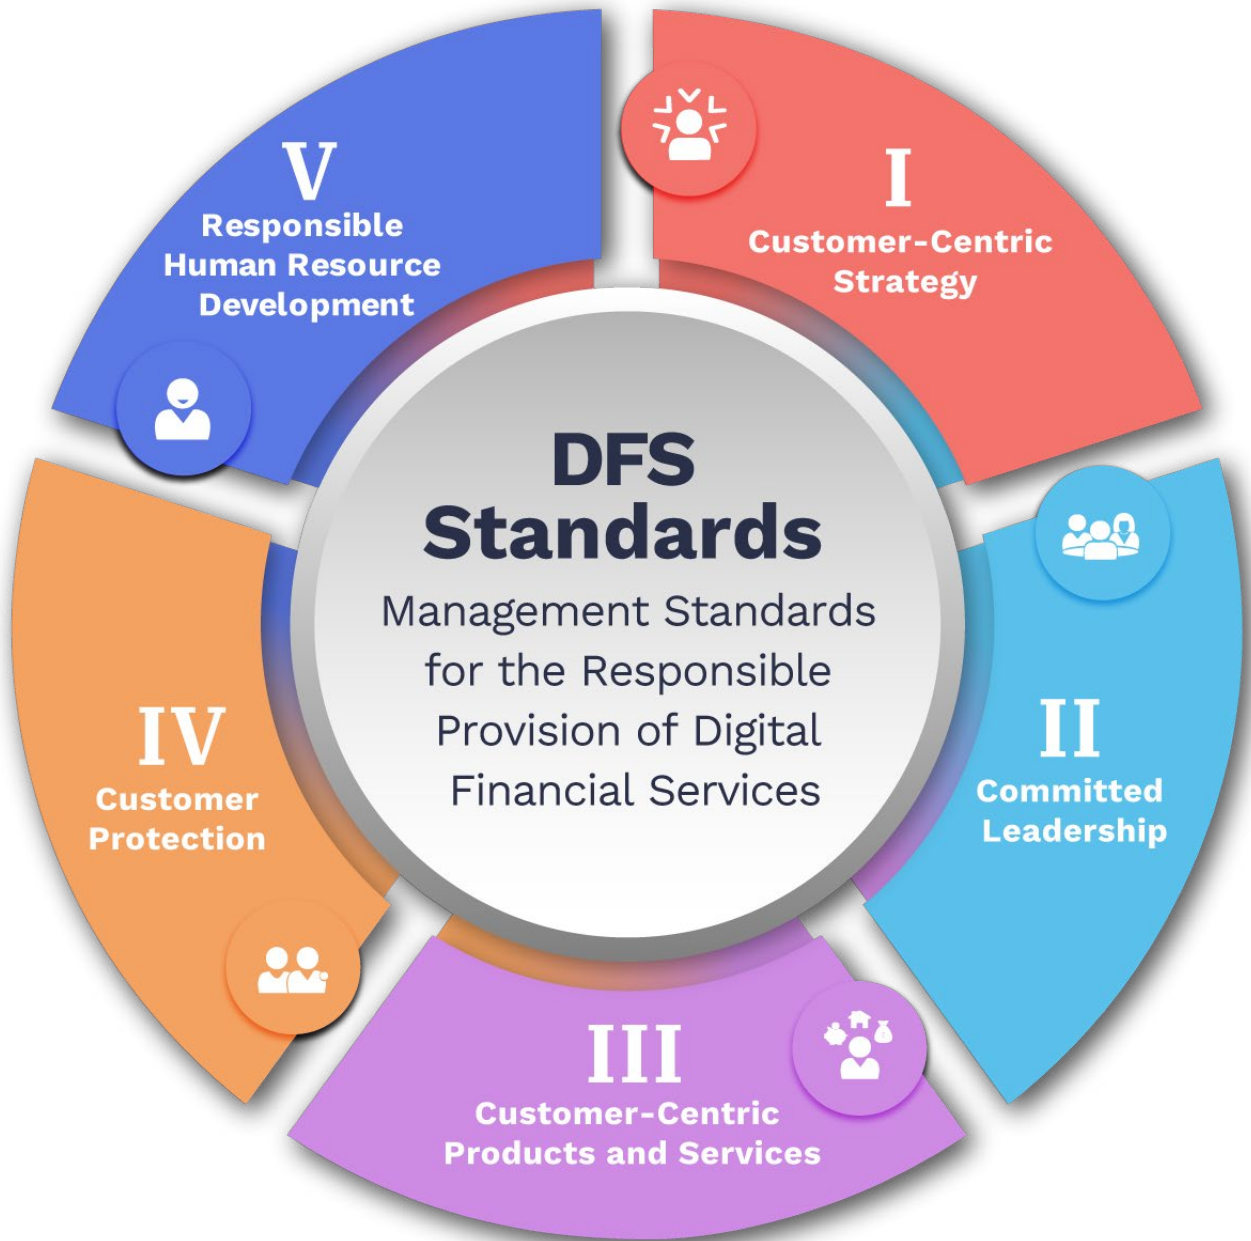 DFS
Standards
Management Standards
for the Responsible
Provision of Digital
Financial Services
I
Customer-Centric
Strategy
II
Committed
Leadership
III
Customer-Centric
Products and Services
IV
Customer
Protection
V
Responsible
Human Resource
Development